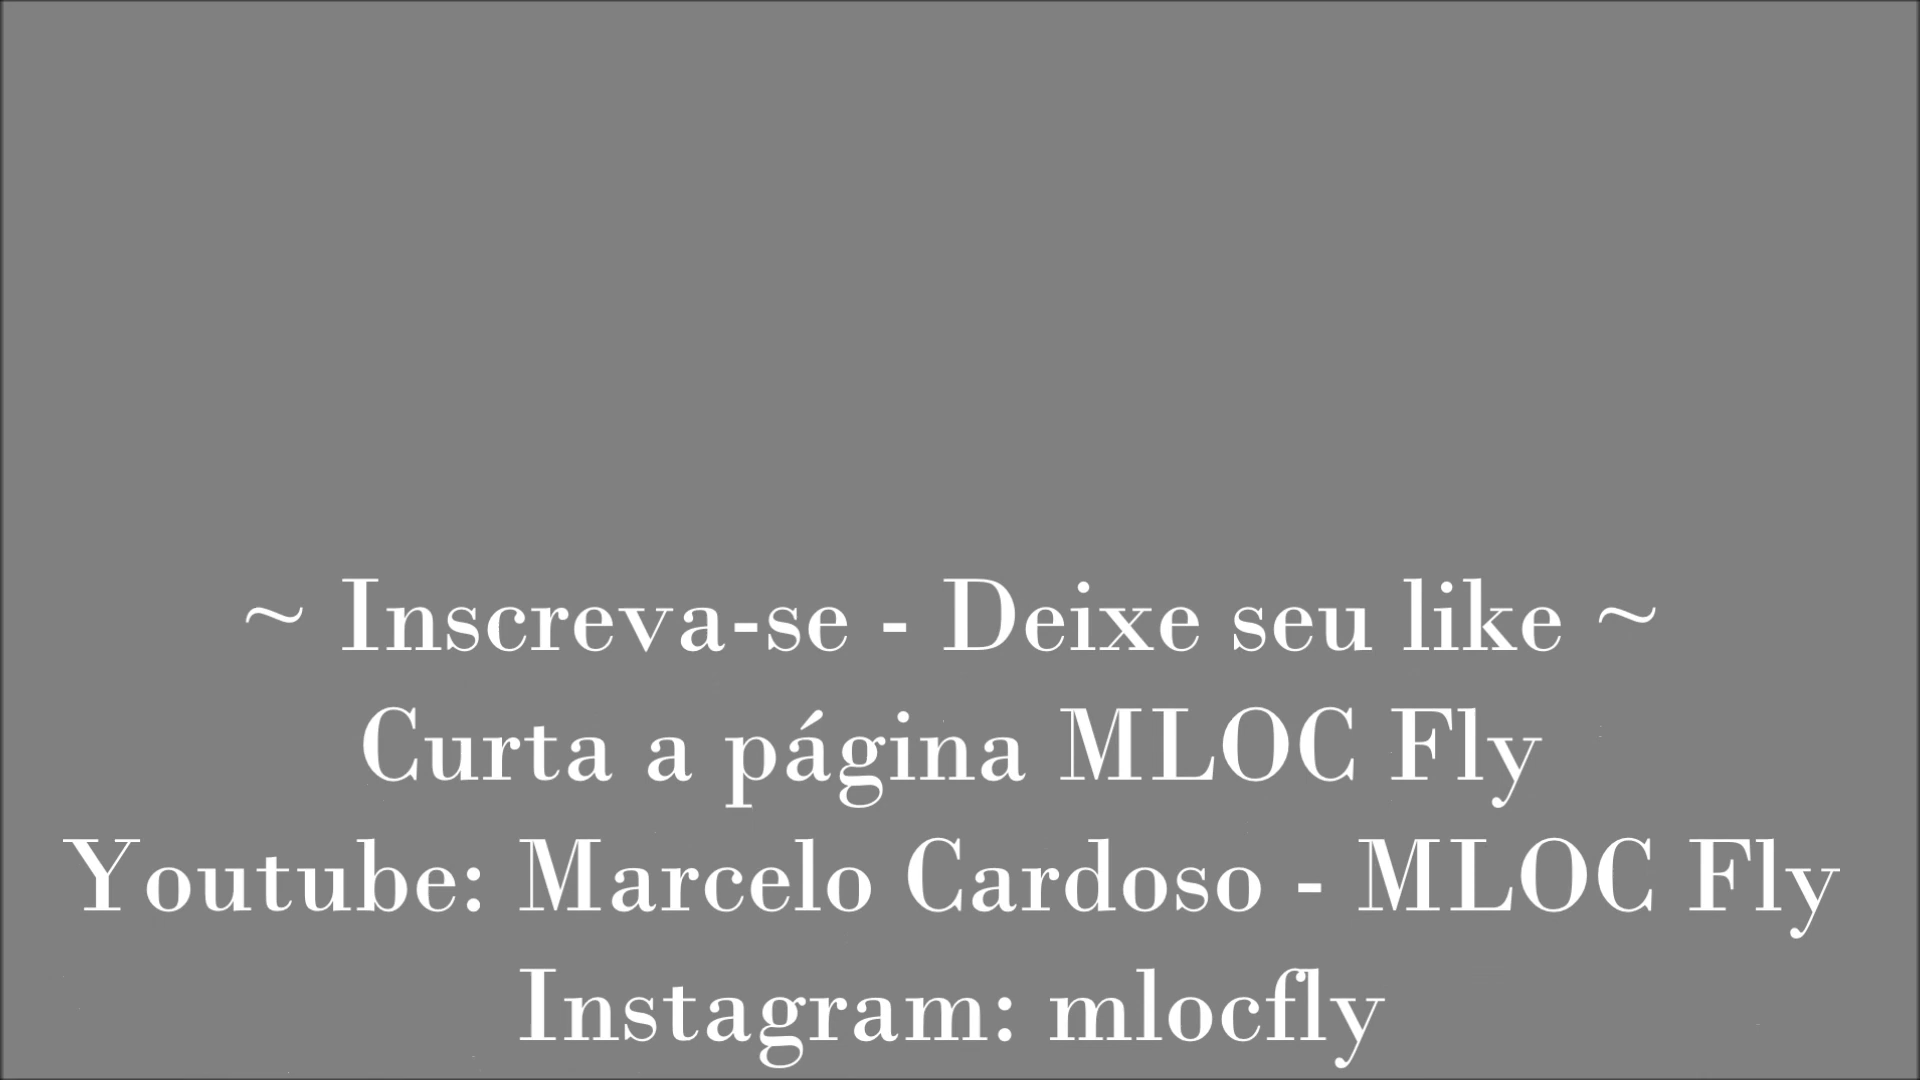 ~ Inscreva-se - Deixe seu like ~
Curta a página MLOC Fly
Youtube: Marcelo Cardoso - MLOC Fly
Instagram: mlocfly